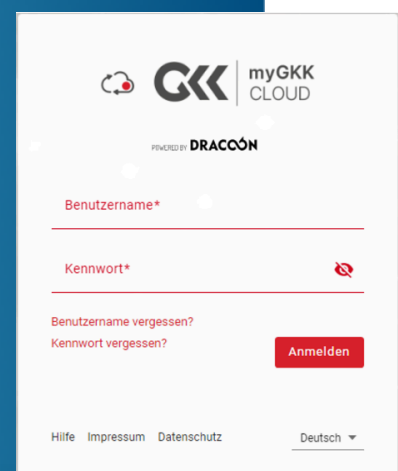 GKK myGKK
CLOUD
POWERED BY DRACOON
Benutzername*
Kennwort*
Benutzername vergessen?
Kennwort vergessen?
Anmelden
Hilfe Impressum Datenschutz Deutsch